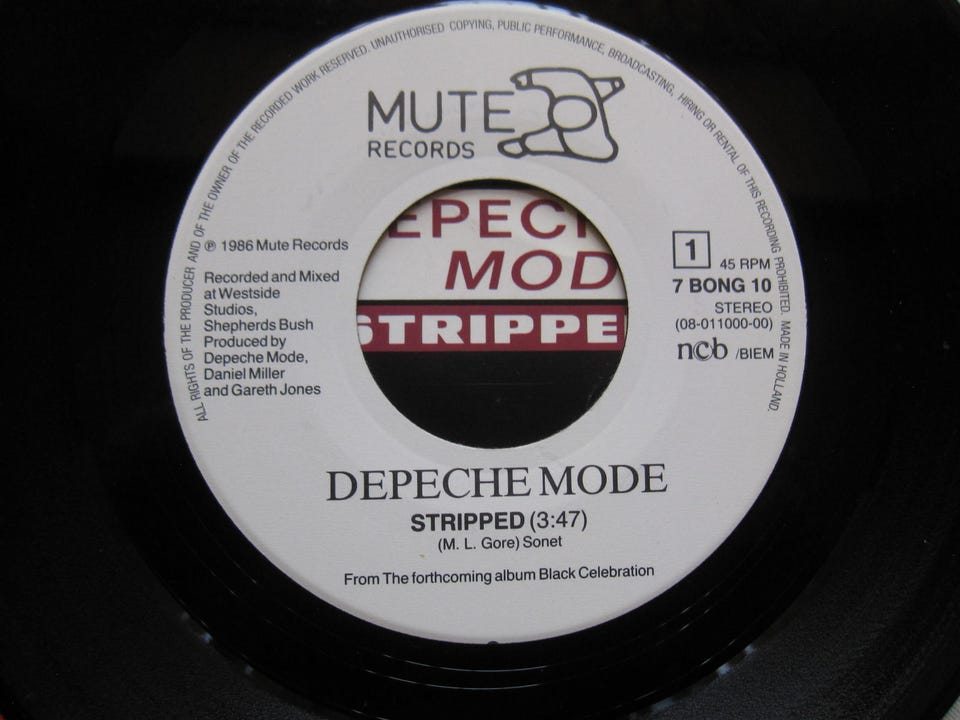 ALL RIGHTS OF THE PRODUCER AND OF THE OWNER OF THE RECORDED WORK RESERVED. UNAUTHORISED COPYING, PUBLIC PERFORMANCE, BROADCASTING, HIRING OR RENTAL OF THIS RECORDING PROHIBITED. MADE IN HOLLAND.
MUTE
RECORDS
℗ 1986 Mute Records
Recorded and Mixed
at Westside
Studios,
Shepherds Bush
Produced by
Depeche Mode,
Daniel Miller
and Gareth Jones
EPECH
MOD
STRIPPE
1
45 RPM
7 BONG 10
STEREO
(08-011000-00)
ncb /BIEM
DEPECHE MODE
STRIPPED (3:47)
(M. L. Gore) Sonet
From The forthcoming album Black Celebration